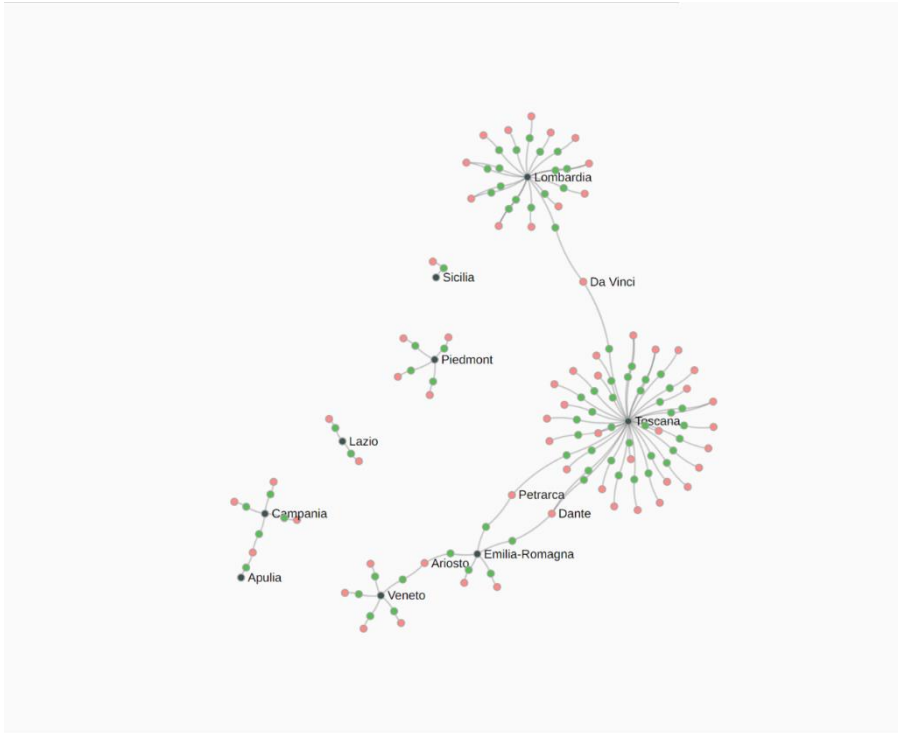 Lombardia
Sicilia
Da Vinci
Piedmont
Toscana
Lazio
Petrarca
Campania
Dante
Emilia-Romagna
Ariosto
Apulia
Veneto